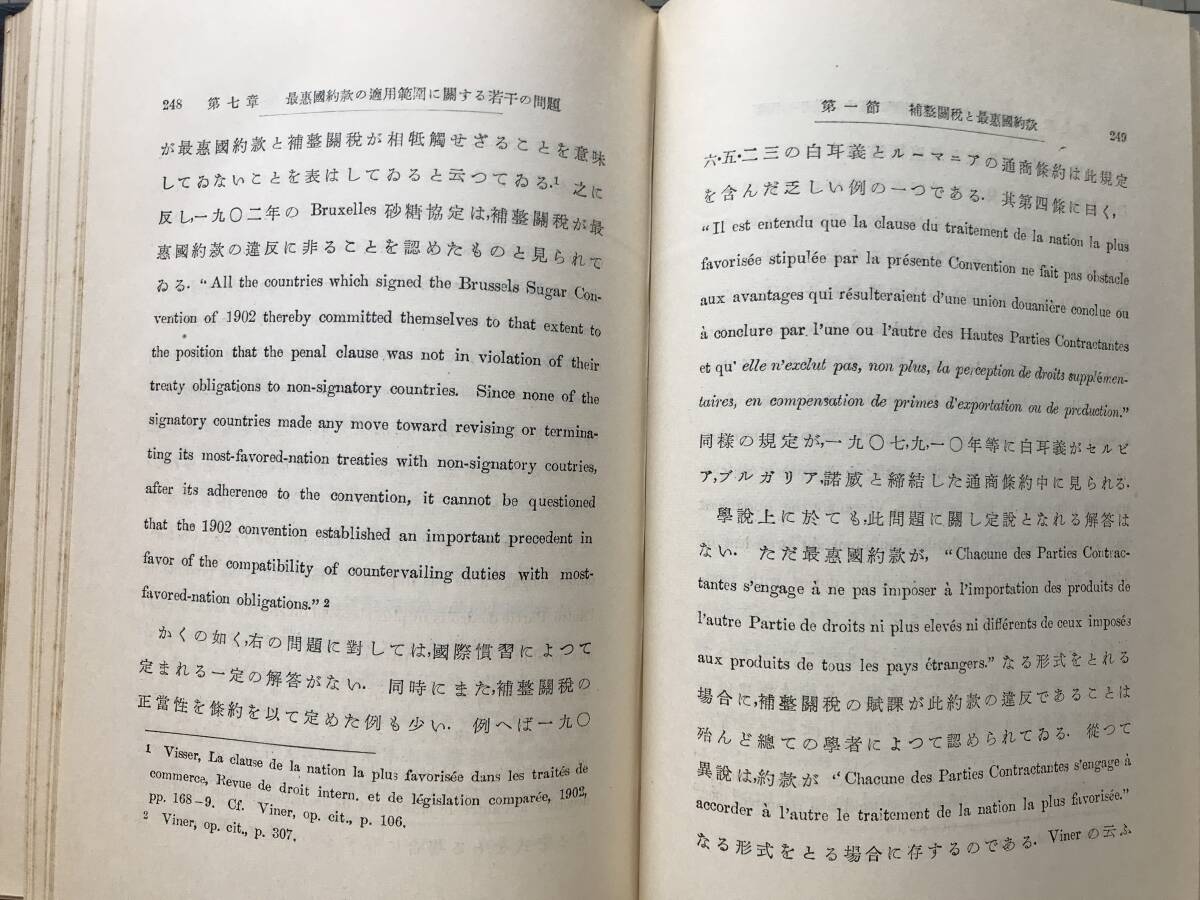 248 第七章 最惠國約款の適用範圍に關する若干の問題
が最惠國約款と補整關稅が相牴觸せざることを意味
してゐないことを表はしてゐると云つてゐる.1 之に
反し,一九〇二年の Bruxelles 砂糖協定は,補整關稅が最
惠國約款の違反に非ることを認めたものと見られて
ゐる. “All the countries which signed the Brussels Sugar Con-
vention of 1902 thereby committed themselves to that extent to
the position that the penal clause was not in violation of their
treaty obligations to non-signatory countries. Since none of the
signatory countries made any move toward revising or termina-
ting its most-favored-nation treaties with non-signatory coutries,
after its adherence to the convention, it cannot be questioned
that the 1902 convention established an important precedent in
favor of the compatibility of countervailing duties with most-
favored-nation obligations.” 2
かくの如く,右の問題に對しては,國際慣習によつて
定まれる一定の解答がない. 同時にまた,補整關稅の
正當性を條約を以て定めた例も少い. 例へば一九〇
1 Visser, La clause de la nation la plus favorisée dans les traités de
commerce, Revue de droit intern. et de législation comparée, 1902,
pp. 168-9. Cf. Viner, op. cit., p. 106.
2 Viner, op. cit., p. 307.
第一節 補整關稅と最惠國約款 249
六・五・二三の白耳義とルーマニアの通商條約は此規定
を含んだ乏しい例の一つである. 其第四條に曰く,
“Il est entendu que la clause du traitement de la nation la plus
favorisée stipulée par la présente Convention ne fait pas obstacle
aux avantages qui résulteraient d'une union douanière conclue ou
à conclure par l'une ou l'autre des Hautes Parties Contractantes
et qu' elle n'exclut pas, non plus, la perception de droits supplémen-
taires, en compensation de primes d'exportation ou de production.”
同樣の規定が,一九〇七,九,一〇年等に白耳義がセルビ
ア,ブルガリア,諾威と締結した通商條約中に見られる.
學說上に於ても,此問題に關し定說となれる解答は
ない. ただ最惠國約款が, “Chacune des Parties Contrac-
tantes s'engage à ne pas imposer à l'importation des produits de
l'autre Partie de droits ni plus elevés ni différents de ceux imposés
aux produits de tous les pays étrangers.” なる形式をとれる
場合に,補整關稅の賦課が此約款の違反であることは
殆んど總ての學者によつて認められてゐる. 從つて
異說は,約款が “Chacune des Parties Contractantes s'engage à
accorder à l'autre le traitement de la nation la plus favorisée.”
なる形式をとる場合に存するのである. Viner の云ふ